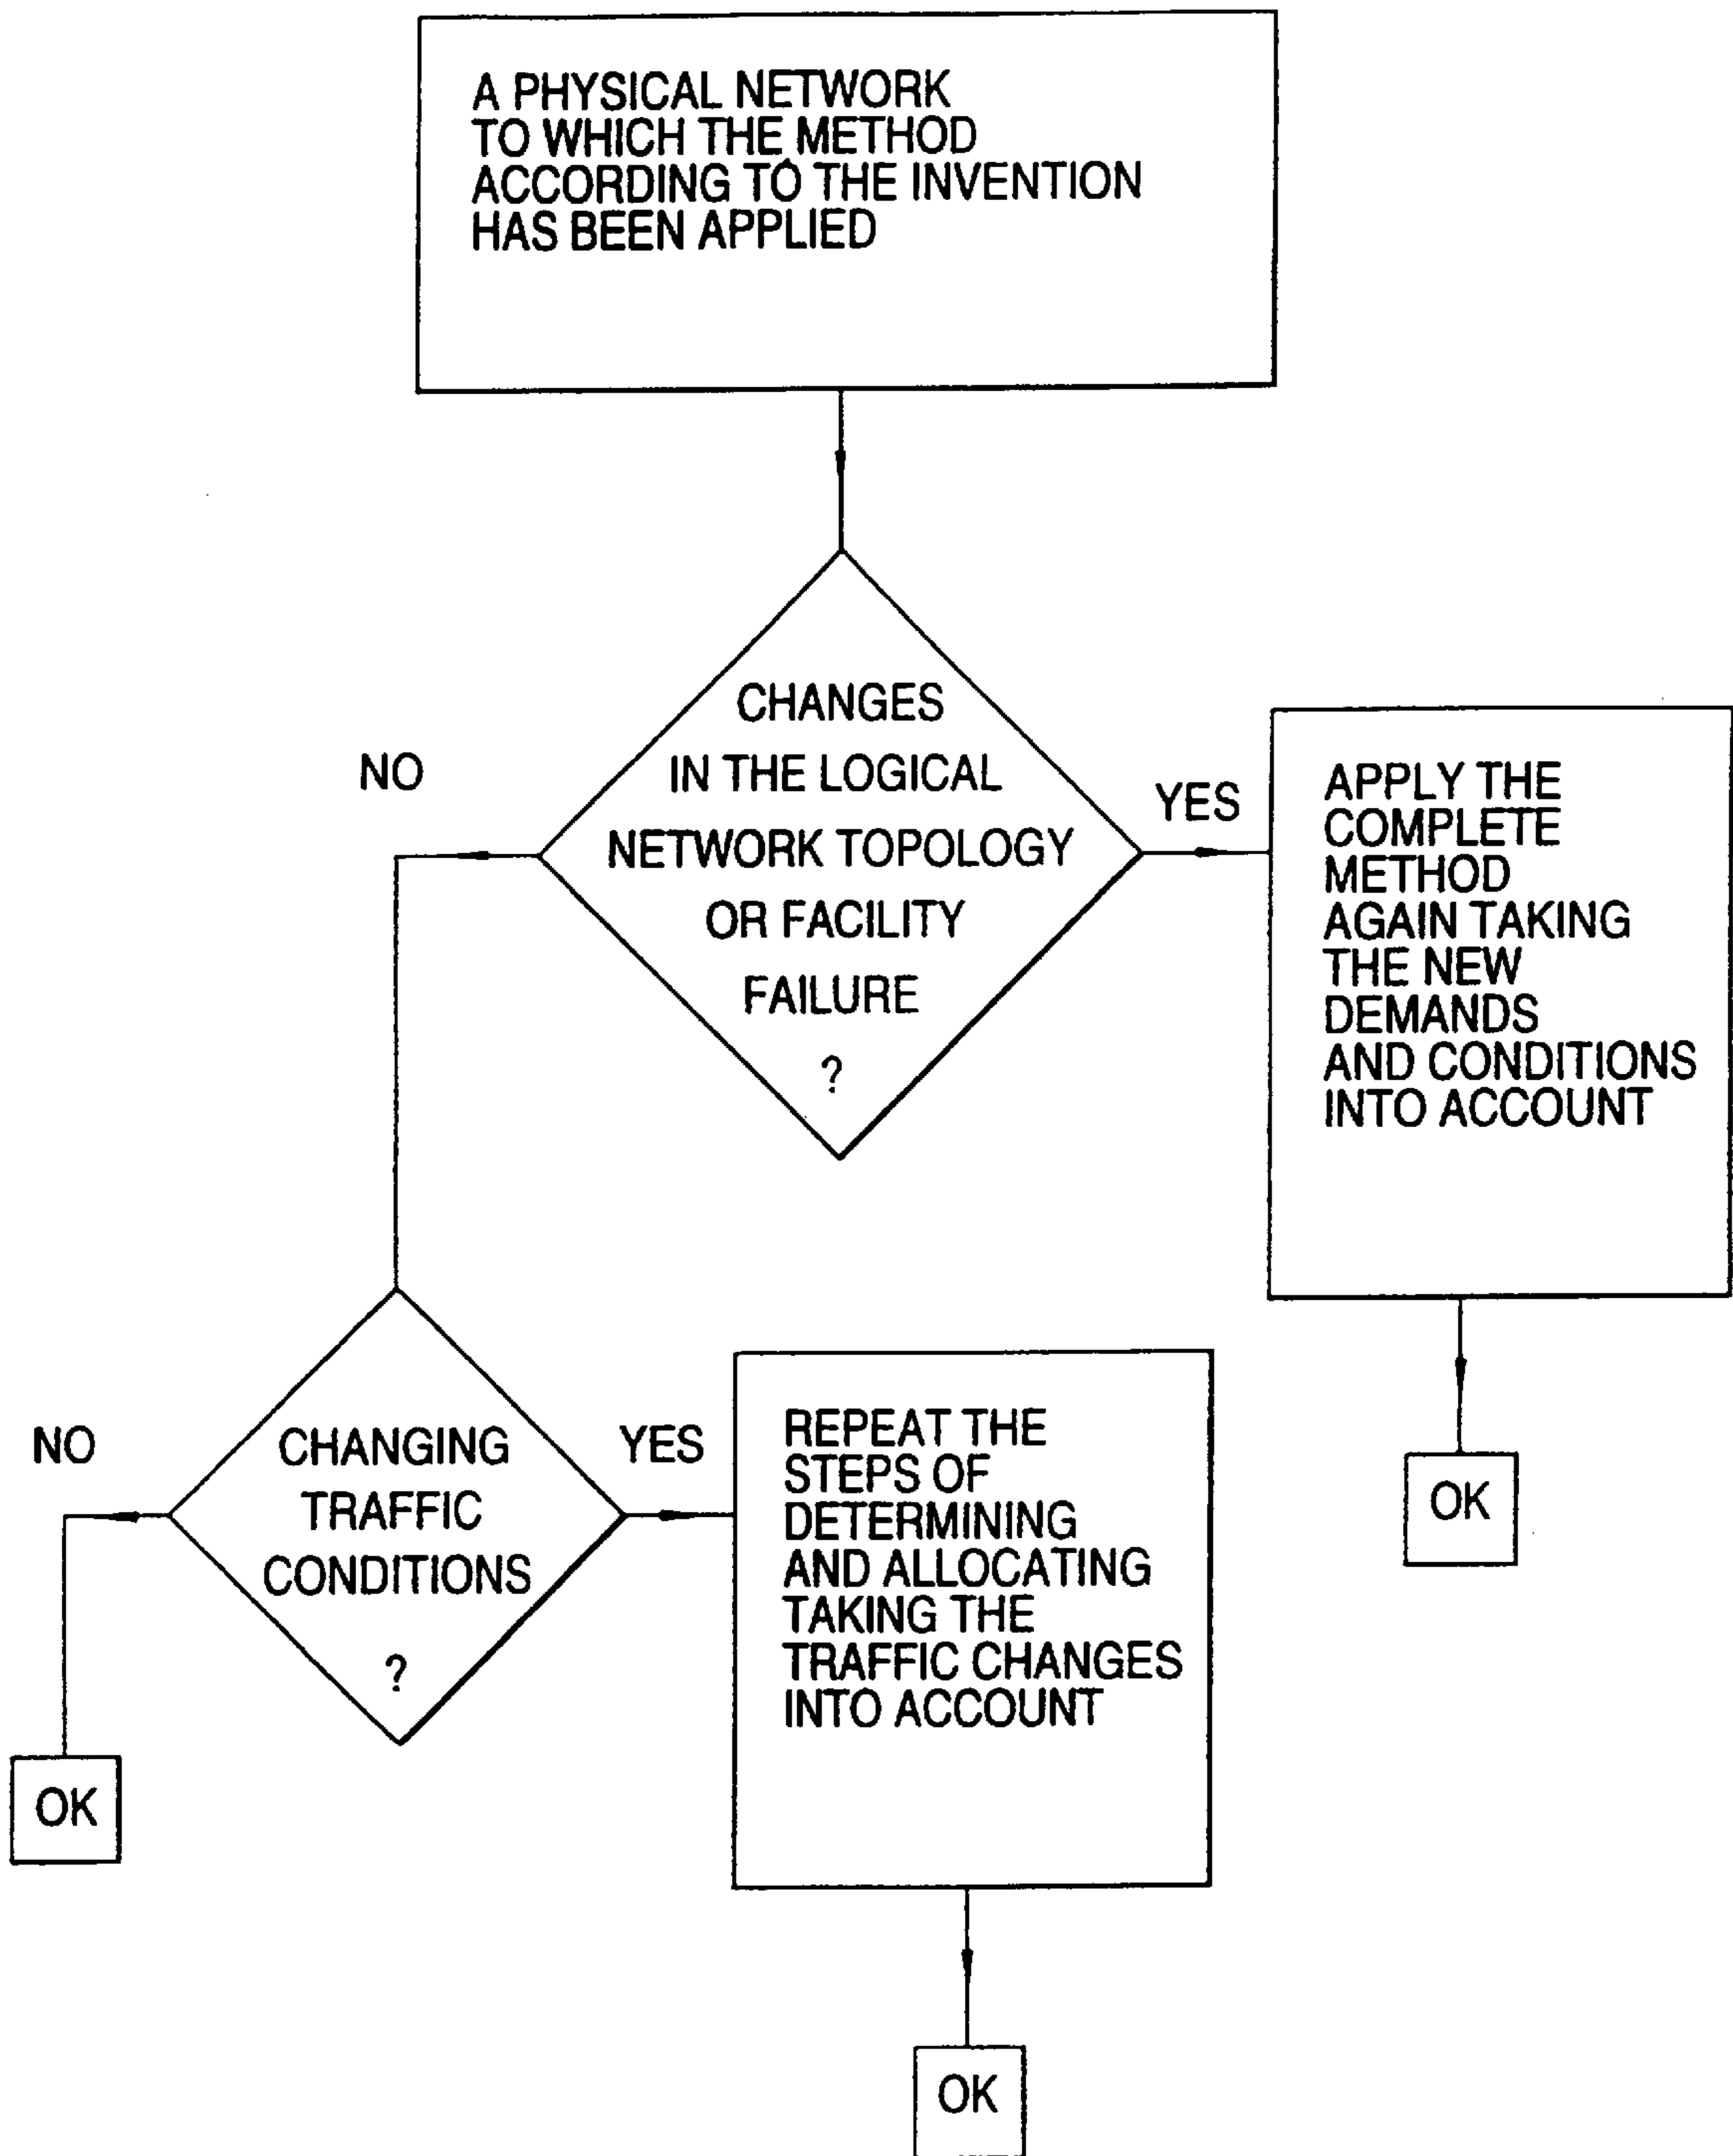 A PHYSICAL NETWORK
TO WHICH THE METHOD
ACCORDING TO THE INVENTION
HAS BEEN APPLIED
CHANGES
IN THE LOGICAL
NETWORK TOPOLOGY
OR FACILITY
FAILURE
?
NO
YES
APPLY THE
COMPLETE
METHOD
AGAIN TAKING
THE NEW
DEMANDS
AND CONDITIONS
INTO ACCOUNT
OK
CHANGING
TRAFFIC
CONDITIONS
?
NO
YES
REPEAT THE
STEPS OF
DETERMINING
AND ALLOCATING
TAKING THE
TRAFFIC CHANGES
INTO ACCOUNT
OK
OK